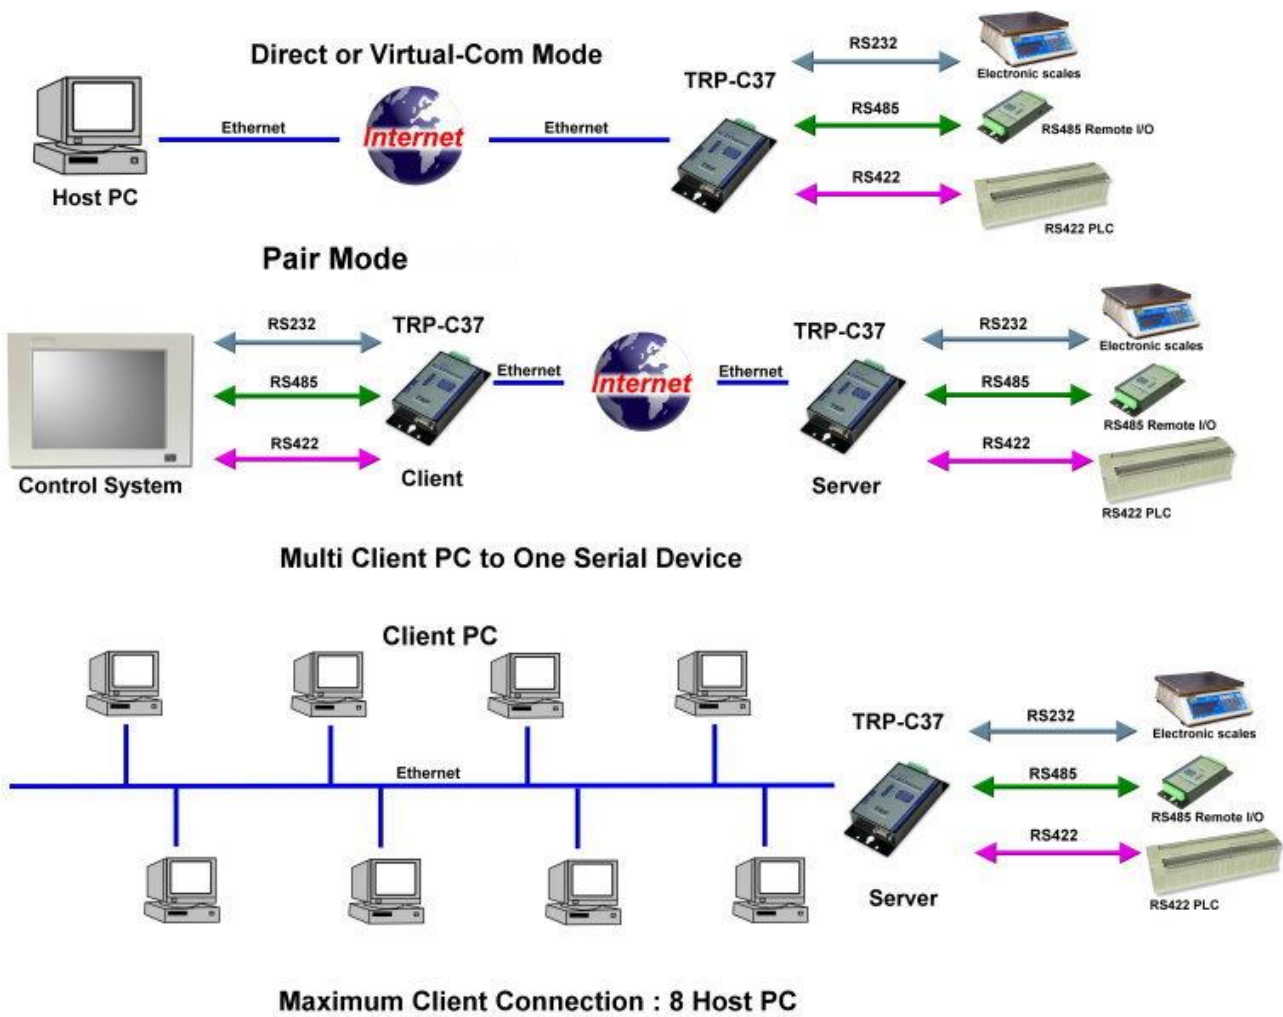 Direct or Virtual-Com Mode
Host PC
Ethernet
Internet
Ethernet
TRP-C37
RS232
Electronic scales
RS485
RS485 Remote I/O
RS422
RS422 PLC
Pair Mode
Control System
RS232
RS485
RS422
TRP-C37
Client
Ethernet
Internet
Ethernet
TRP-C37
Server
RS232
Electronic scales
RS485
RS485 Remote I/O
RS422
RS422 PLC
Multi Client PC to One Serial Device
Client PC
Ethernet
TRP-C37
Server
RS232
Electronic scales
RS485
RS485 Remote I/O
RS422
RS422 PLC
Maximum Client Connection : 8 Host PC